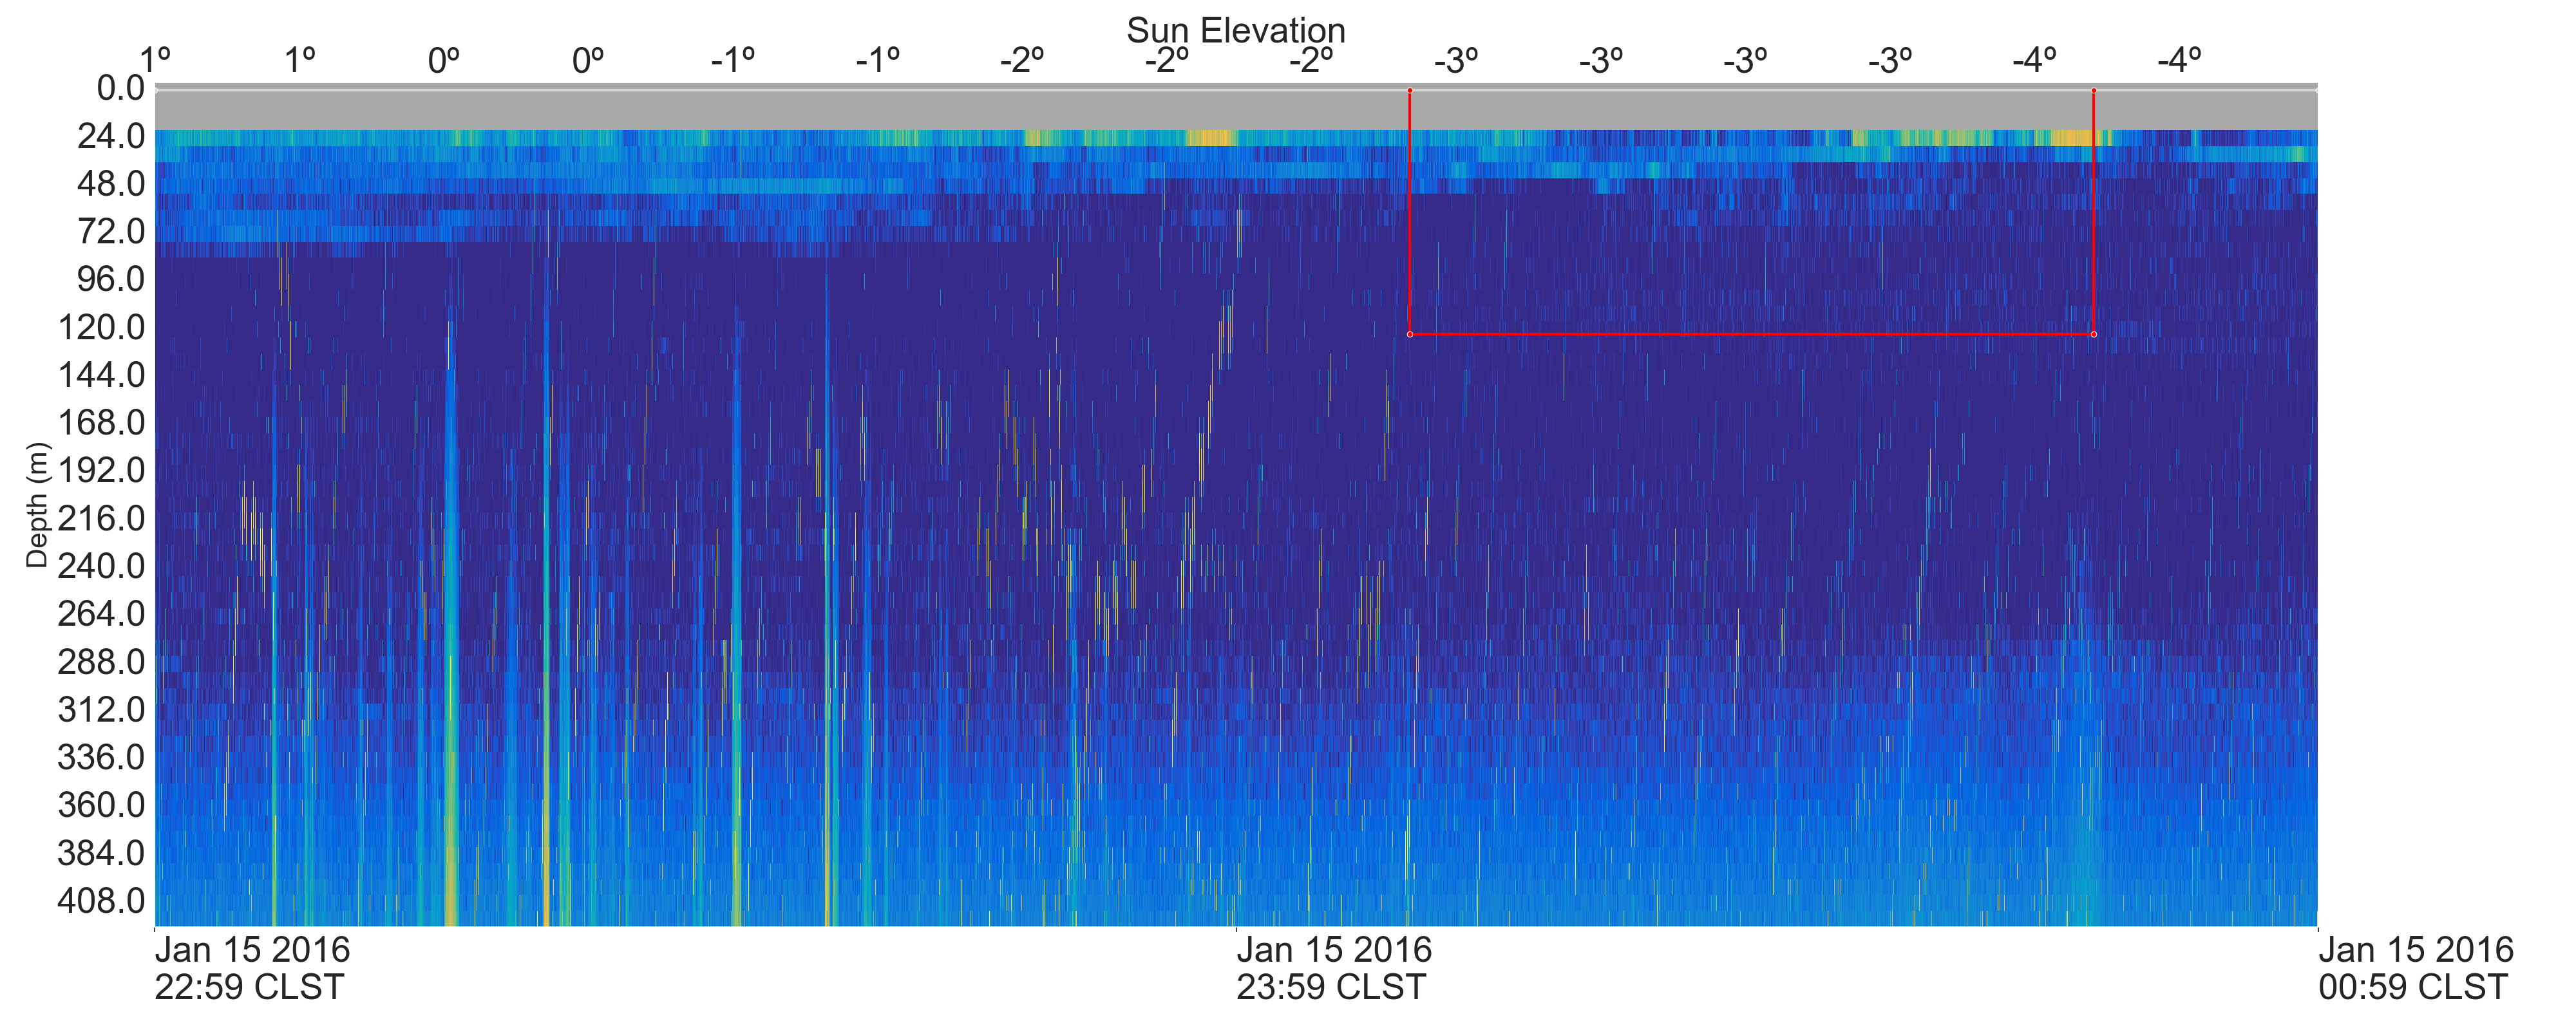 Sun Elevation
1º 1º 0º 0º -1º -1º -2º -2º -2º -3º -3º -3º -3º -4º -4º
0.0
24.0
48.0
72.0
96.0
120.0
144.0
168.0
192.0
216.0
240.0
264.0
288.0
312.0
336.0
360.0
384.0
408.0
Depth (m)
Jan 15 2016
22:59 CLST
Jan 15 2016
23:59 CLST
Jan 15 2016
00:59 CLST